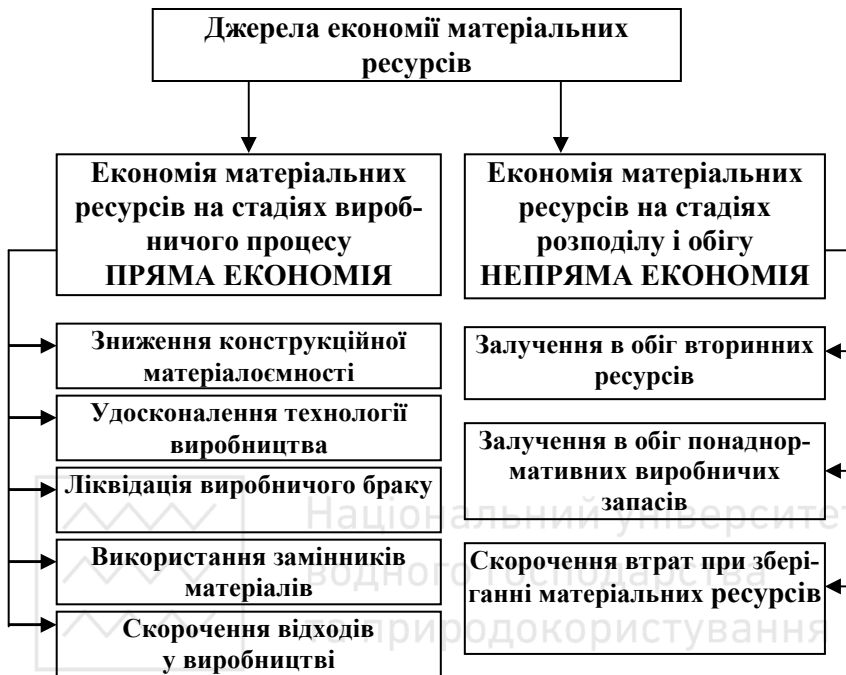 Джерела економії матеріальних
ресурсів
Економія матеріальних
ресурсів на стадіях вироб-
ничого процесу
ПРЯМА ЕКОНОМІЯ
Економія матеріальних
ресурсів на стадіях
розподілу і обігу
НЕПРЯМА ЕКОНОМІЯ
Зниження конструкційної
матеріалоємності
Удосконалення технології
виробництва
Ліквідація виробничого браку
Використання замінників
матеріалів
Скорочення відходів
у виробництві
Залучення в обіг вторинних
ресурсів
Залучення в обіг понаднор-
мативних виробничих
запасів
Скорочення втрат при збері-
ганні матеріальних ресурсів
Національний університет
водного господарства
та природокористування